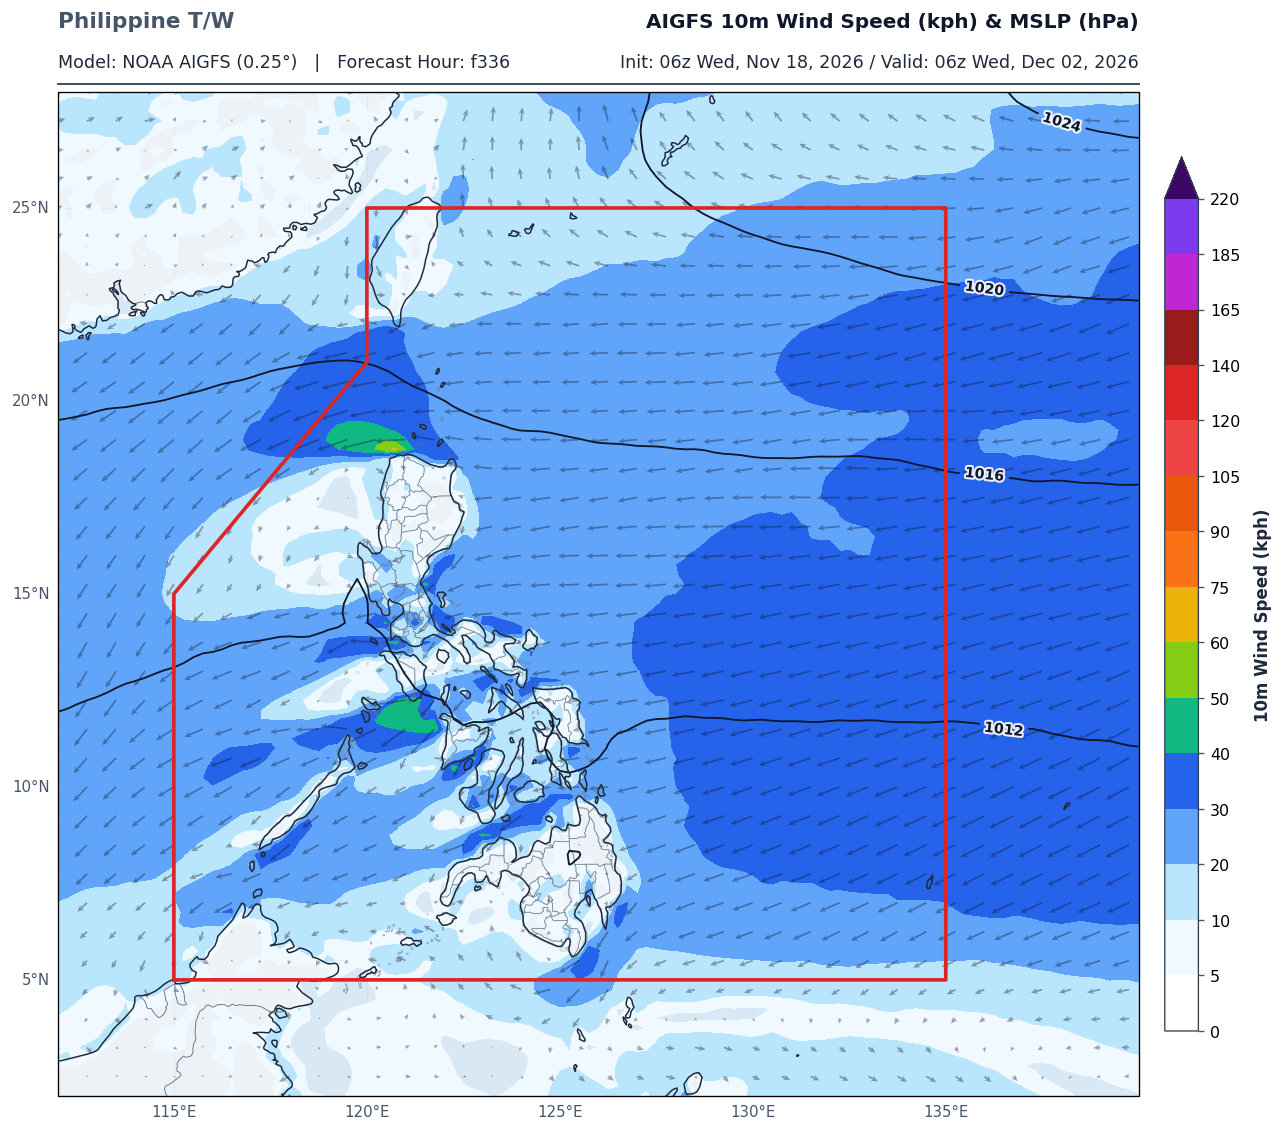 Philippine T/W
AIGFS 10m Wind Speed (kph) & MSLP (hPa)
Model: NOAA AIGFS (0.25°)   |   Forecast Hour: f336
Init: 06z Wed, Nov 18, 2026 / Valid: 06z Wed, Dec 02, 2026
1024
1020
1016
1012
25°N
20°N
15°N
10°N
5°N
115°E
120°E
125°E
130°E
135°E
220
185
165
140
120
105
90
75
60
50
40
30
20
10
5
0
10m Wind Speed (kph)